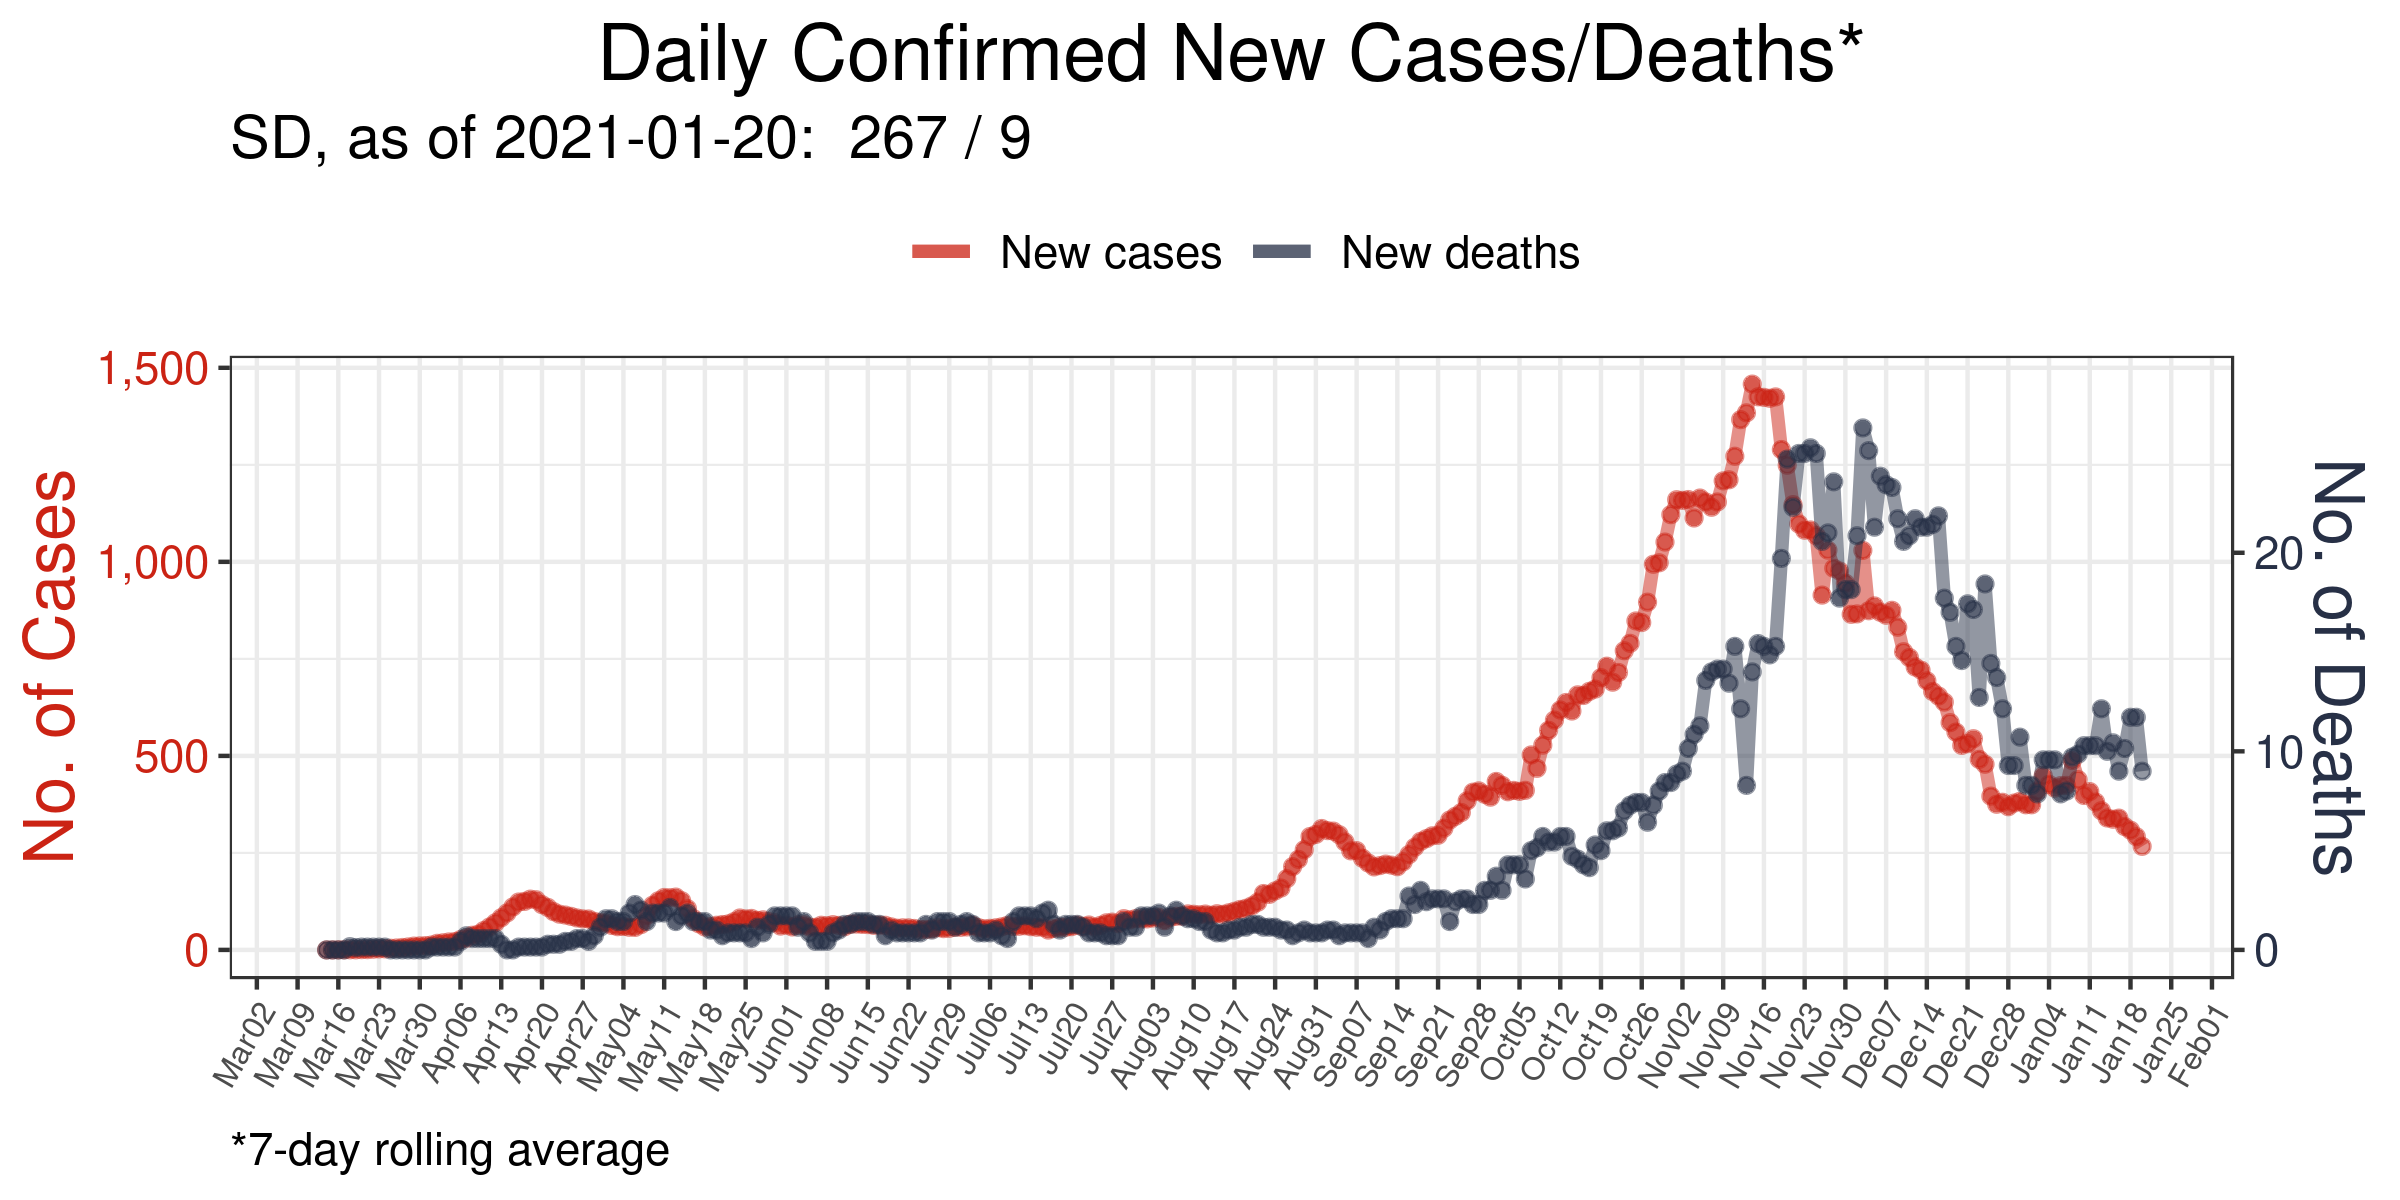 Daily Confirmed New Cases/Deaths*
SD, as of 2021-01-20:  267 / 9
New cases New deaths
No. of Cases
1,500
1,000
500
0
No. of Deaths
20
10
0
Mar02 Mar09 Mar16 Mar23 Mar30 Apr06 Apr13 Apr20 Apr27 May04 May11 May18 May25 Jun01 Jun08 Jun15 Jun22 Jun29 Jul06 Jul13 Jul20 Jul27 Aug03 Aug10 Aug17 Aug24 Aug31 Sep07 Sep14 Sep21 Sep28 Oct05 Oct12 Oct19 Oct26 Nov02 Nov09 Nov16 Nov23 Nov30 Dec07 Dec14 Dec21 Dec28 Jan04 Jan11 Jan18 Jan25 Feb01
*7-day rolling average